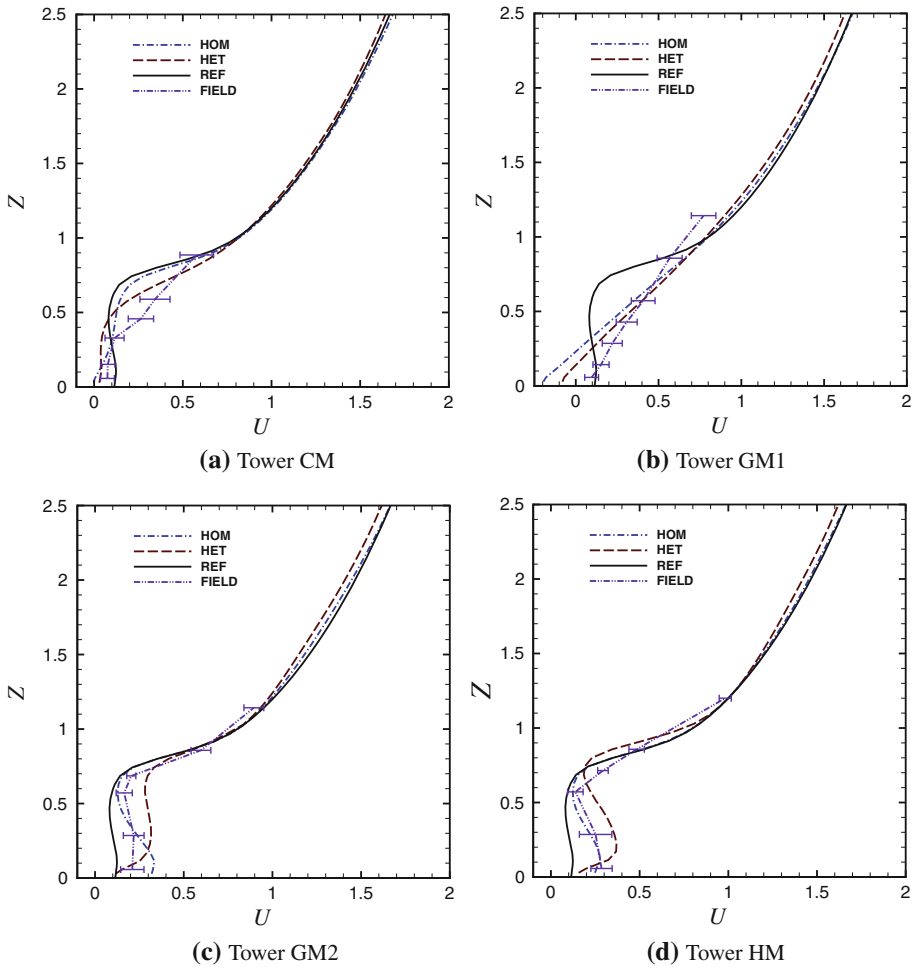 2.5
2
1.5
1
0.5
0
Z
HOM
HET
REF
FIELD
0 0.5 1 1.5 2
U
(a) Tower CM
2.5
2
1.5
1
0.5
0
Z
HOM
HET
REF
FIELD
0 0.5 1 1.5 2
U
(b) Tower GM1
2.5
2
1.5
1
0.5
0
Z
HOM
HET
REF
FIELD
0 0.5 1 1.5 2
U
(c) Tower GM2
2.5
2
1.5
1
0.5
0
Z
HOM
HET
REF
FIELD
0 0.5 1 1.5 2
U
(d) Tower HM